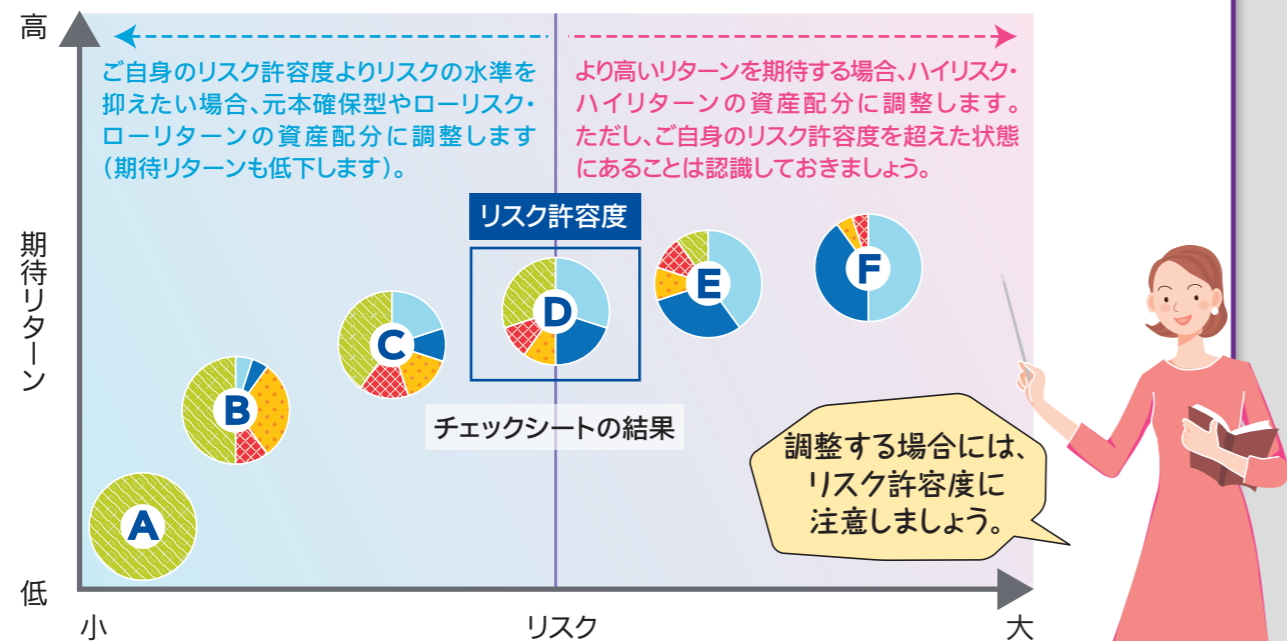 高
ご自身のリスク許容度よりリスクの水準を
抑えたい場合、元本確保型やローリスク・
ローリターンの資産配分に調整します
（期待リターンも低下します）。
より高いリターンを期待する場合、ハイリスク・
ハイリターンの資産配分に調整します。
ただし、ご自身のリスク許容度を超えた状態
にあることは認識しておきましょう。
期待リターン
リスク許容度
A
B
C
D
E
F
チェックシートの結果
調整する場合には、
リスク許容度に
注意しましょう。
低
小
リスク
大